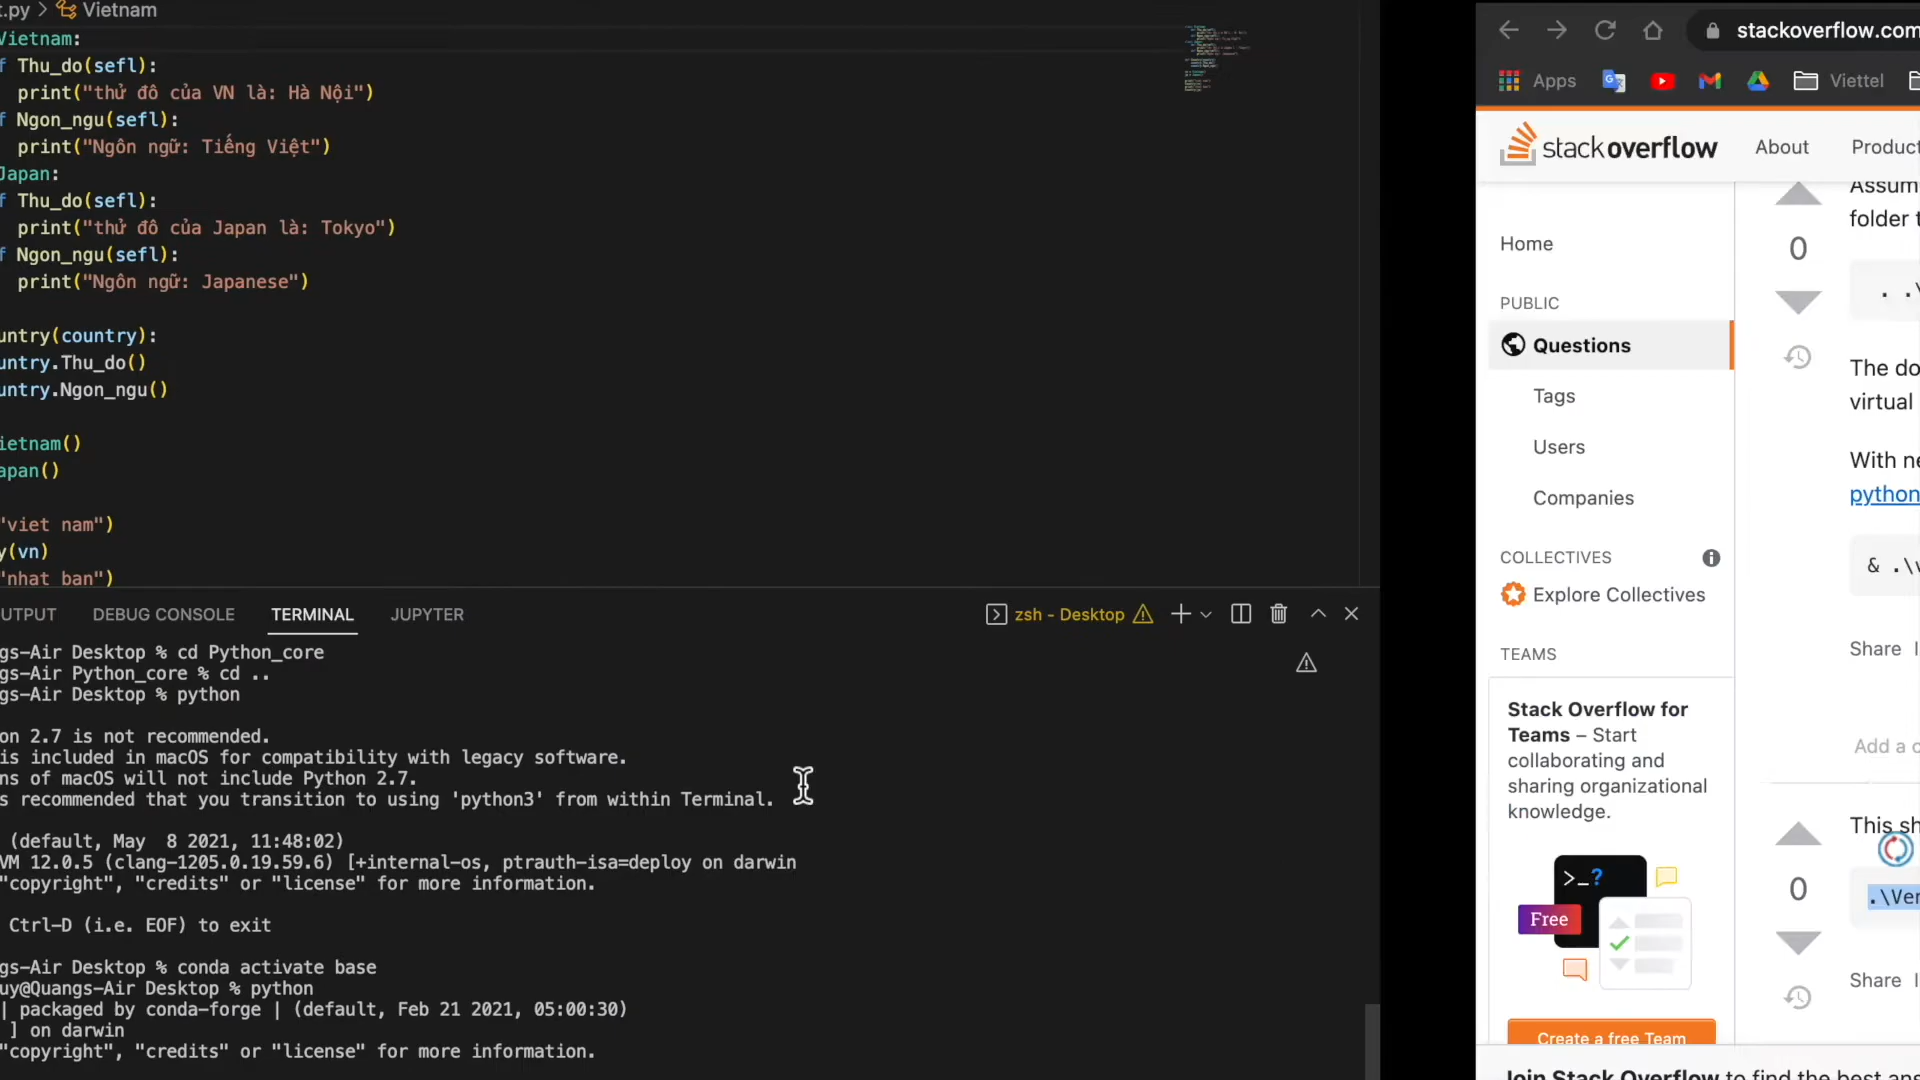 t.py > Vietnam
Vietnam:
f Thu_do(sefl):
print("thử đô của VN là: Hà Nội")
f Ngon_ngu(sefl):
print("Ngôn ngữ: Tiếng Việt")
Japan:
f Thu_do(sefl):
print("thử đô của Japan là: Tokyo")
f Ngon_ngu(sefl):
print("Ngôn ngữ: Japanese")
untry(country):
untry.Thu_do()
untry.Ngon_ngu()
ietnam()
apan()
"viet nam")
y(vn)
"nhat ban")
UTPUT DEBUG CONSOLE TERMINAL JUPYTER zsh - Desktop
gs-Air Desktop % cd Python_core
gs-Air Python_core % cd ..
gs-Air Desktop % python
on 2.7 is not recommended.
is included in macOS for compatibility with legacy software.
ns of macOS will not include Python 2.7.
s recommended that you transition to using 'python3' from within Terminal.
(default, May  8 2021, 11:48:02)
VM 12.0.5 (clang-1205.0.19.59.6) [+internal-os, ptrauth-isa=deploy on darwin
"copyright", "credits" or "license" for more information.
Ctrl-D (i.e. EOF) to exit
gs-Air Desktop % conda activate base
uy@Quangs-Air Desktop % python
| packaged by conda-forge | (default, Feb 21 2021, 05:00:30)
] on darwin
"copyright", "credits" or "license" for more information.
stackoverflow.com
Apps Viettel
stackoverflow About Product
Home
PUBLIC
Questions
Tags
Users
Companies
COLLECTIVES
Explore Collectives
TEAMS
Stack Overflow for
Teams – Start
collaborating and
sharing organizational
knowledge.
>_?
Free
Create a free Team
Assum
folder t
0
. .\
The do
virtual
With ne
python
& .\v
Share
Add a c
This sh
0
.\Ver
Share
Join Stack Overflow to find the best ans